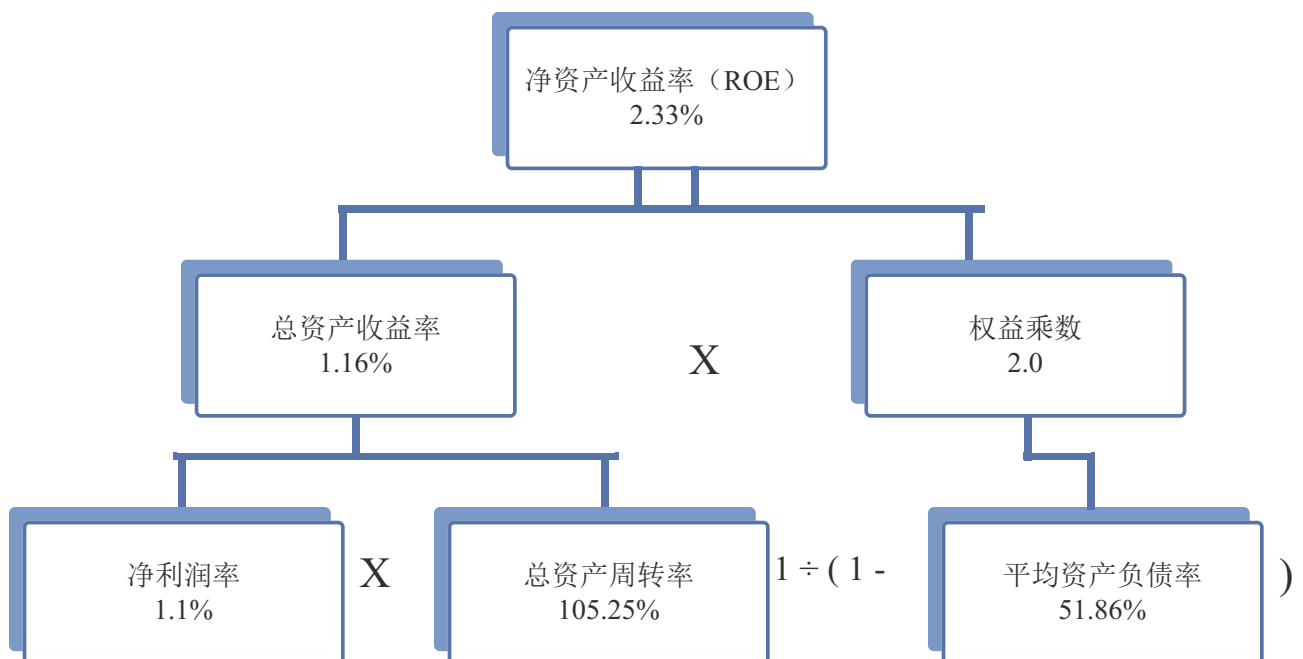 净资产收益率（ROE）
2.33%
总资产收益率
1.16%
X
权益乘数
2.0
净利润率
1.1%
X
总资产周转率
105.25%
1 ÷ ( 1 -
平均资产负债率
51.86%
)